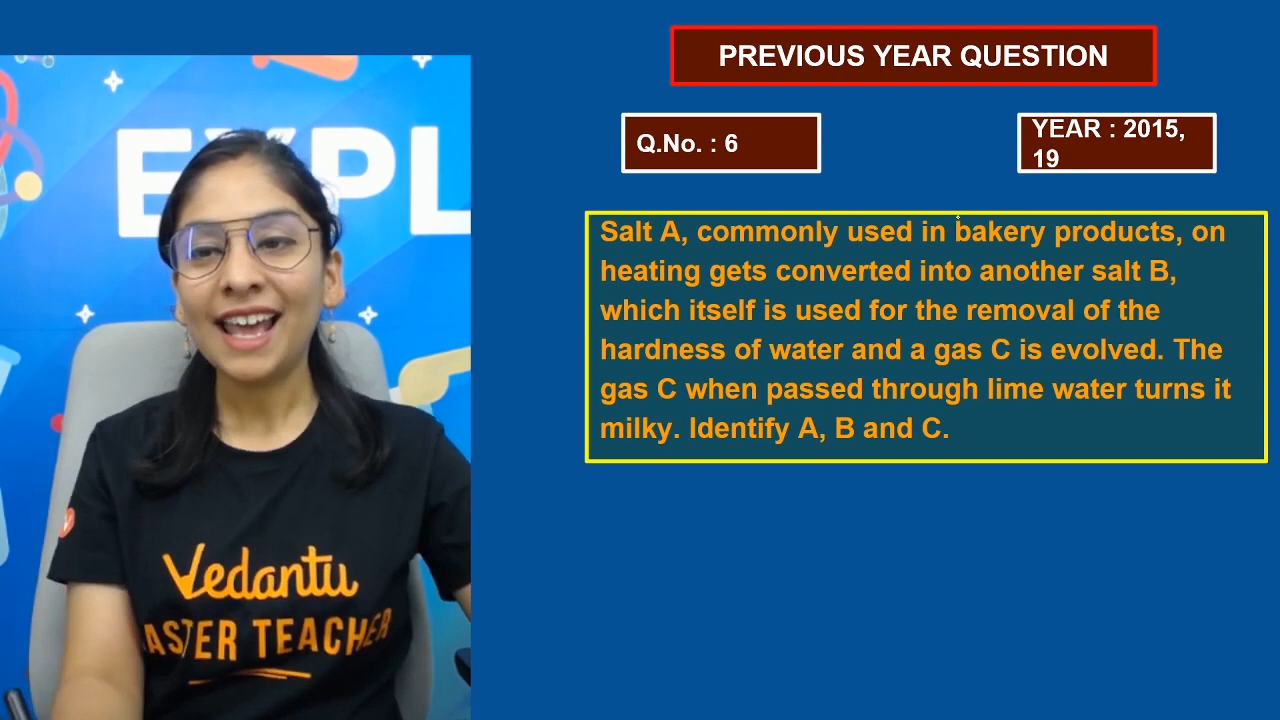 PREVIOUS YEAR QUESTION
Q.No. : 6
YEAR : 2015,
19
Salt A, commonly used in bakery products, on
heating gets converted into another salt B,
which itself is used for the removal of the
hardness of water and a gas C is evolved. The
gas C when passed through lime water turns it
milky. Identify A, B and C.
EXPL
Vedantu
ASTER TEACHER